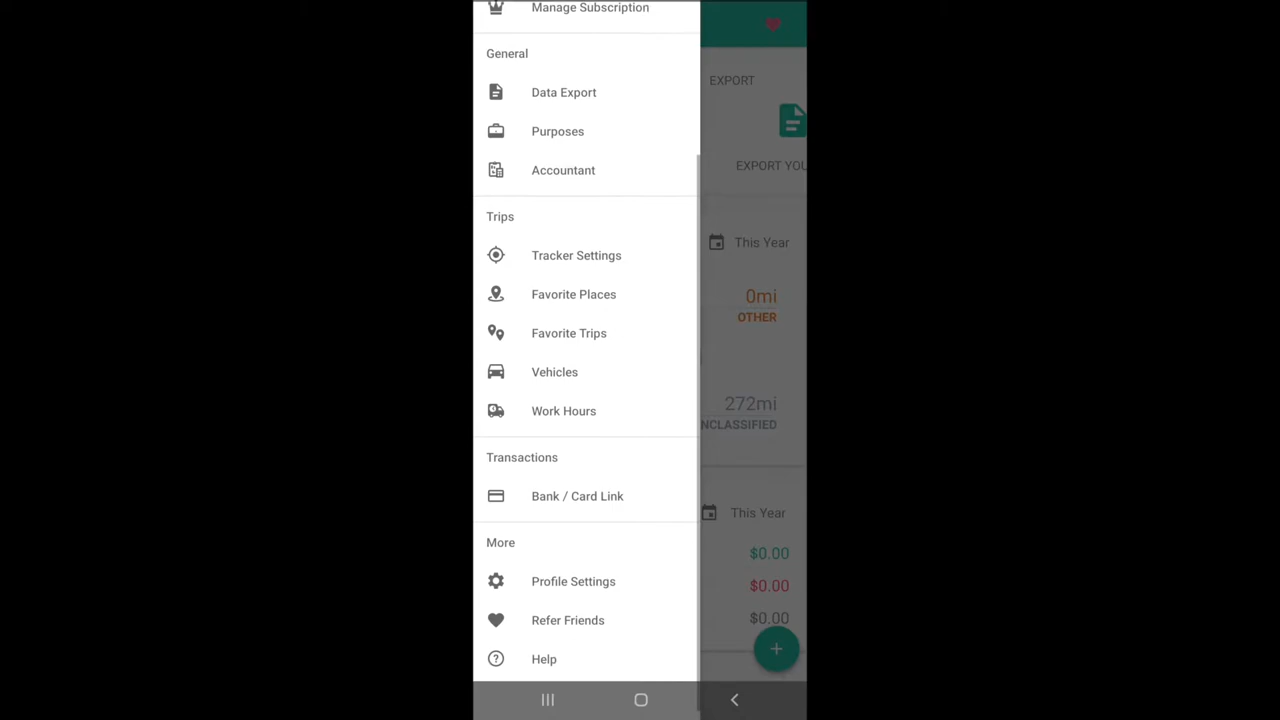 Manage Subscription
General
EXPORT
Data Export
Purposes
Accountant
EXPORT YOU
Trips
This Year
Tracker Settings
Favorite Places
0mi
OTHER
Favorite Trips
Vehicles
272mi
Work Hours
NCLASSIFIED
Transactions
Bank / Card Link
This Year
More
$0.00
Profile Settings
$0.00
Refer Friends
$0.00
Help